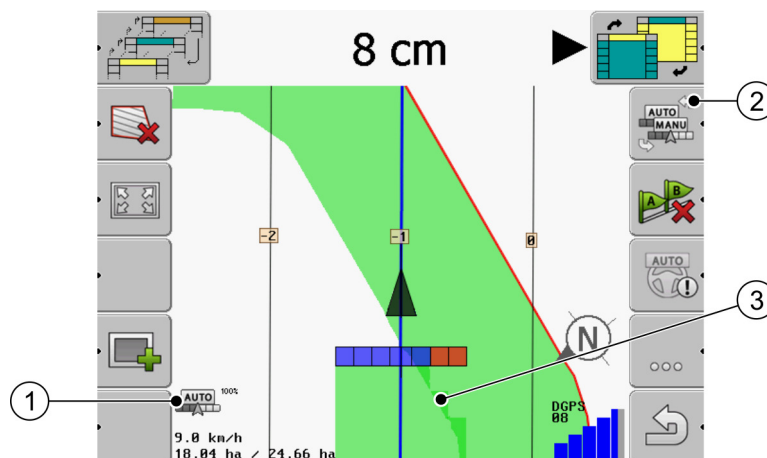 8 cm
AUTO
MANU
2
A B
-2
-1
0
AUTO
3
N
1
AUTO
100%
DGPS
08
9.0 km/h
18.04 ha / 24.66 ha